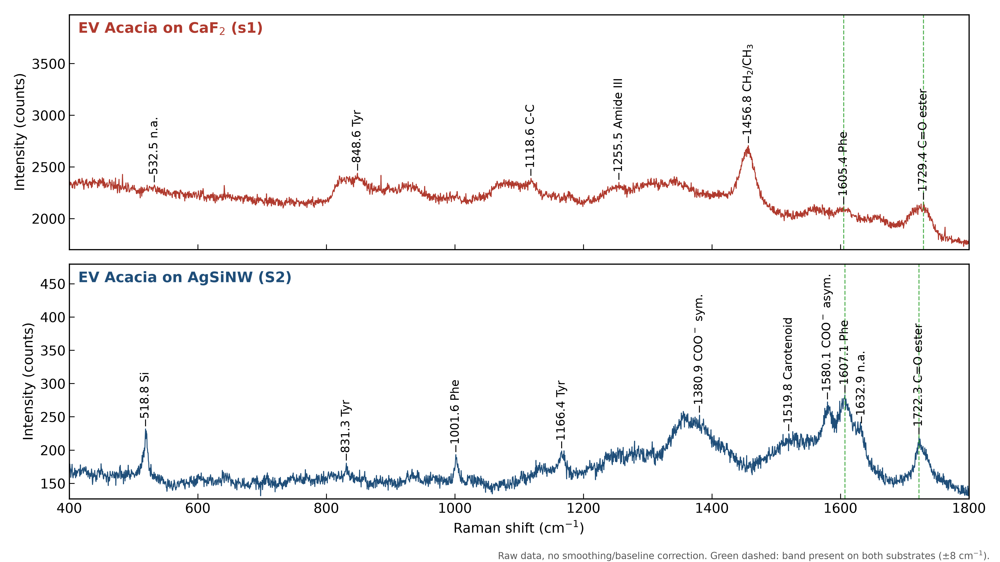 EV Acacia on CaF₂ (s1)
Intensity (counts)
3500
3000
2500
2000
532.5 n.a.
848.6 Tyr
1118.6 C-C
1255.5 Amide III
1456.8 CH₂/CH₃
1605.4 Phe
1729.4 C=O ester
EV Acacia on AgSiNW (S2)
Intensity (counts)
450
400
350
300
250
200
150
518.8 Si
831.3 Tyr
1001.6 Phe
1166.4 Tyr
1380.9 COO⁻ sym.
1519.8 Carotenoid
1580.1 COO⁻ asym.
1607.1 Phe
1632.9 n.a.
1722.3 C=O ester
400 600 800 1000 1200 1400 1600 1800
Raman shift (cm⁻¹)
Raw data, no smoothing/baseline correction. Green dashed: band present on both substrates (±8 cm⁻¹).